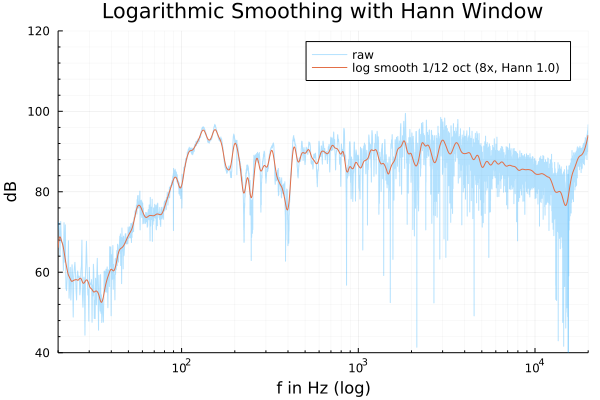 Logarithmic Smoothing with Hann Window
raw
log smooth 1/12 oct (8x, Hann 1.0)
dB
120
100
80
60
40
10²
10³
10⁴
f in Hz (log)